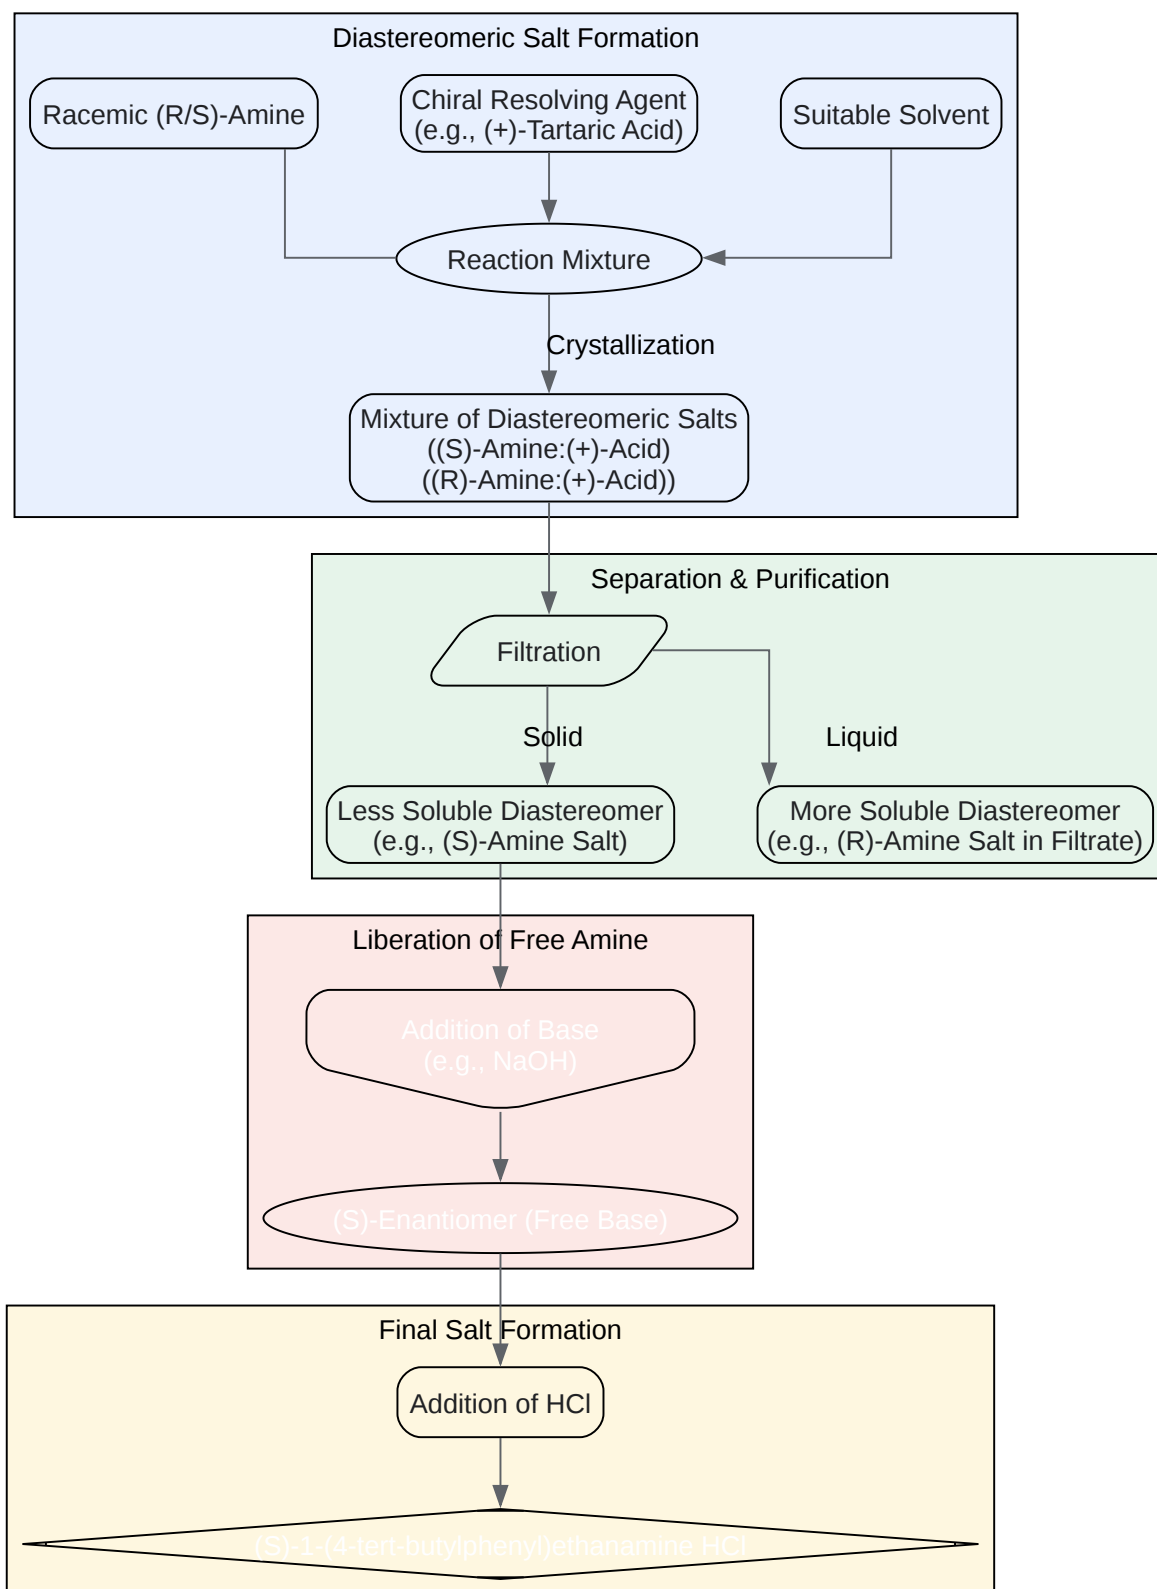 Diastereomeric Salt Formation
Racemic (R/S)-Amine
Chiral Resolving Agent
(e.g., (+)-Tartaric Acid)
Suitable Solvent
Reaction Mixture
Crystallization
Mixture of Diastereomeric Salts
((S)-Amine:(+)-Acid)
((R)-Amine:(+)-Acid))
Separation & Purification
Filtration
Solid
Liquid
Less Soluble Diastereomer
(e.g., (S)-Amine Salt)
More Soluble Diastereomer
(e.g., (R)-Amine Salt in Filtrate)
Liberation of Free Amine
Addition of Base
(e.g., NaOH)
(S)-Enantiomer (Free Base)
Final Salt Formation
Addition of HCl
(S)-1-(4-tert-butylphenyl)ethanamine HCl